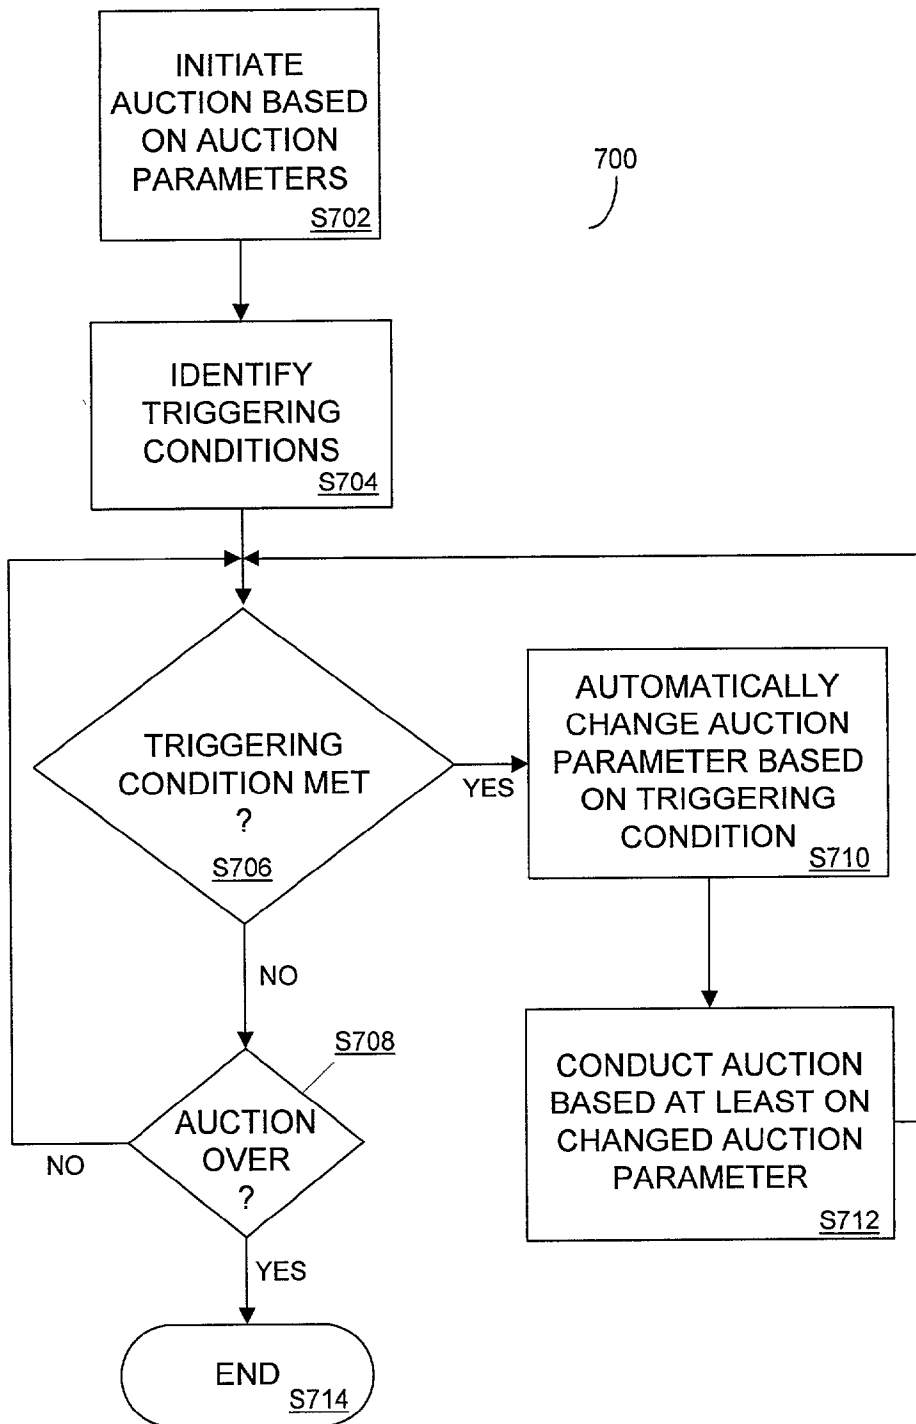 INITIATE
AUCTION BASED
ON AUCTION
PARAMETERS
S702
700
IDENTIFY
TRIGGERING
CONDITIONS
S704
TRIGGERING
CONDITION MET
?
S706
YES
AUTOMATICALLY
CHANGE AUCTION
PARAMETER BASED
ON TRIGGERING
CONDITION
S710
NO
S708
AUCTION
OVER
?
NO
YES
CONDUCT AUCTION
BASED AT LEAST ON
CHANGED AUCTION
PARAMETER
S712
END
S714